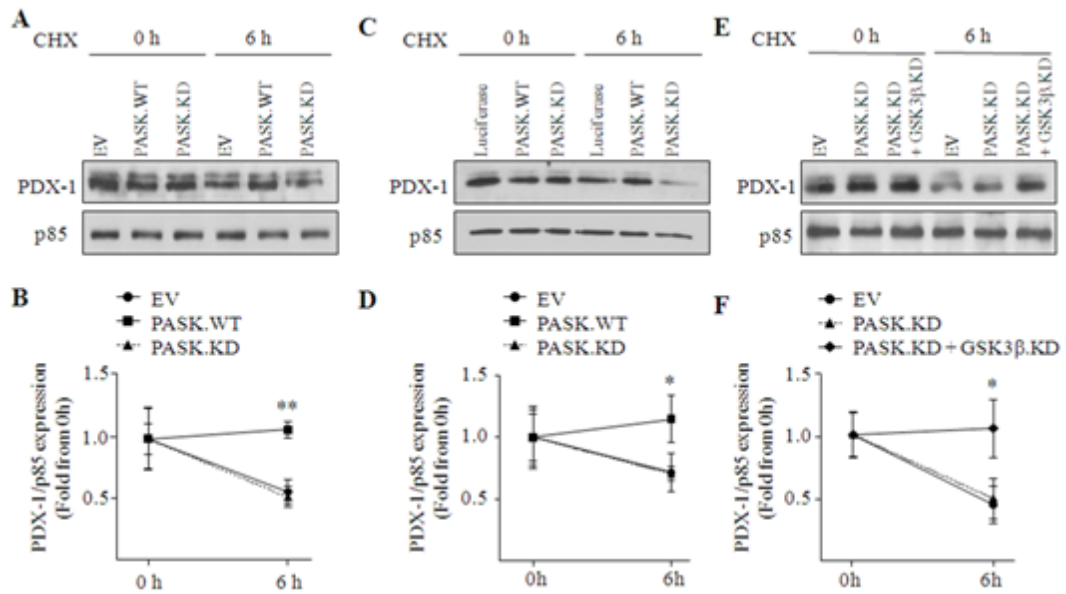 A
CHX 0 h 6 h
EV
PASK.WT
PASK.KD
EV
PASK.WT
PASK.KD
PDX-1
p85
B
EV
PASK.WT
PASK.KD
PDX-1/p85 expression
(Fold from 0h)
1.5
1.0
0.5
**
0 h 6 h
C
CHX 0 h 6 h
Luciferase
PASK.WT
PASK.KD
Luciferase
PASK.WT
PASK.KD
PDX-1
p85
D
EV
PASK.WT
PASK.KD
PDX-1/p85 expression
(Fold from 0h)
1.5
1.0
0.5
*
0h 6h
E
CHX 0 h 6 h
EV
PASK.KD
PASK.KD
+ GSK3β.KD
EV
PASK.KD
PASK.KD
+ GSK3β.KD
PDX-1
p85
F
EV
PASK.KD
PASK.KD+GSK3β.KD
PDX-1/p85 expression
(Fold from 0h)
1.5
1.0
0.5
*
0h 6h